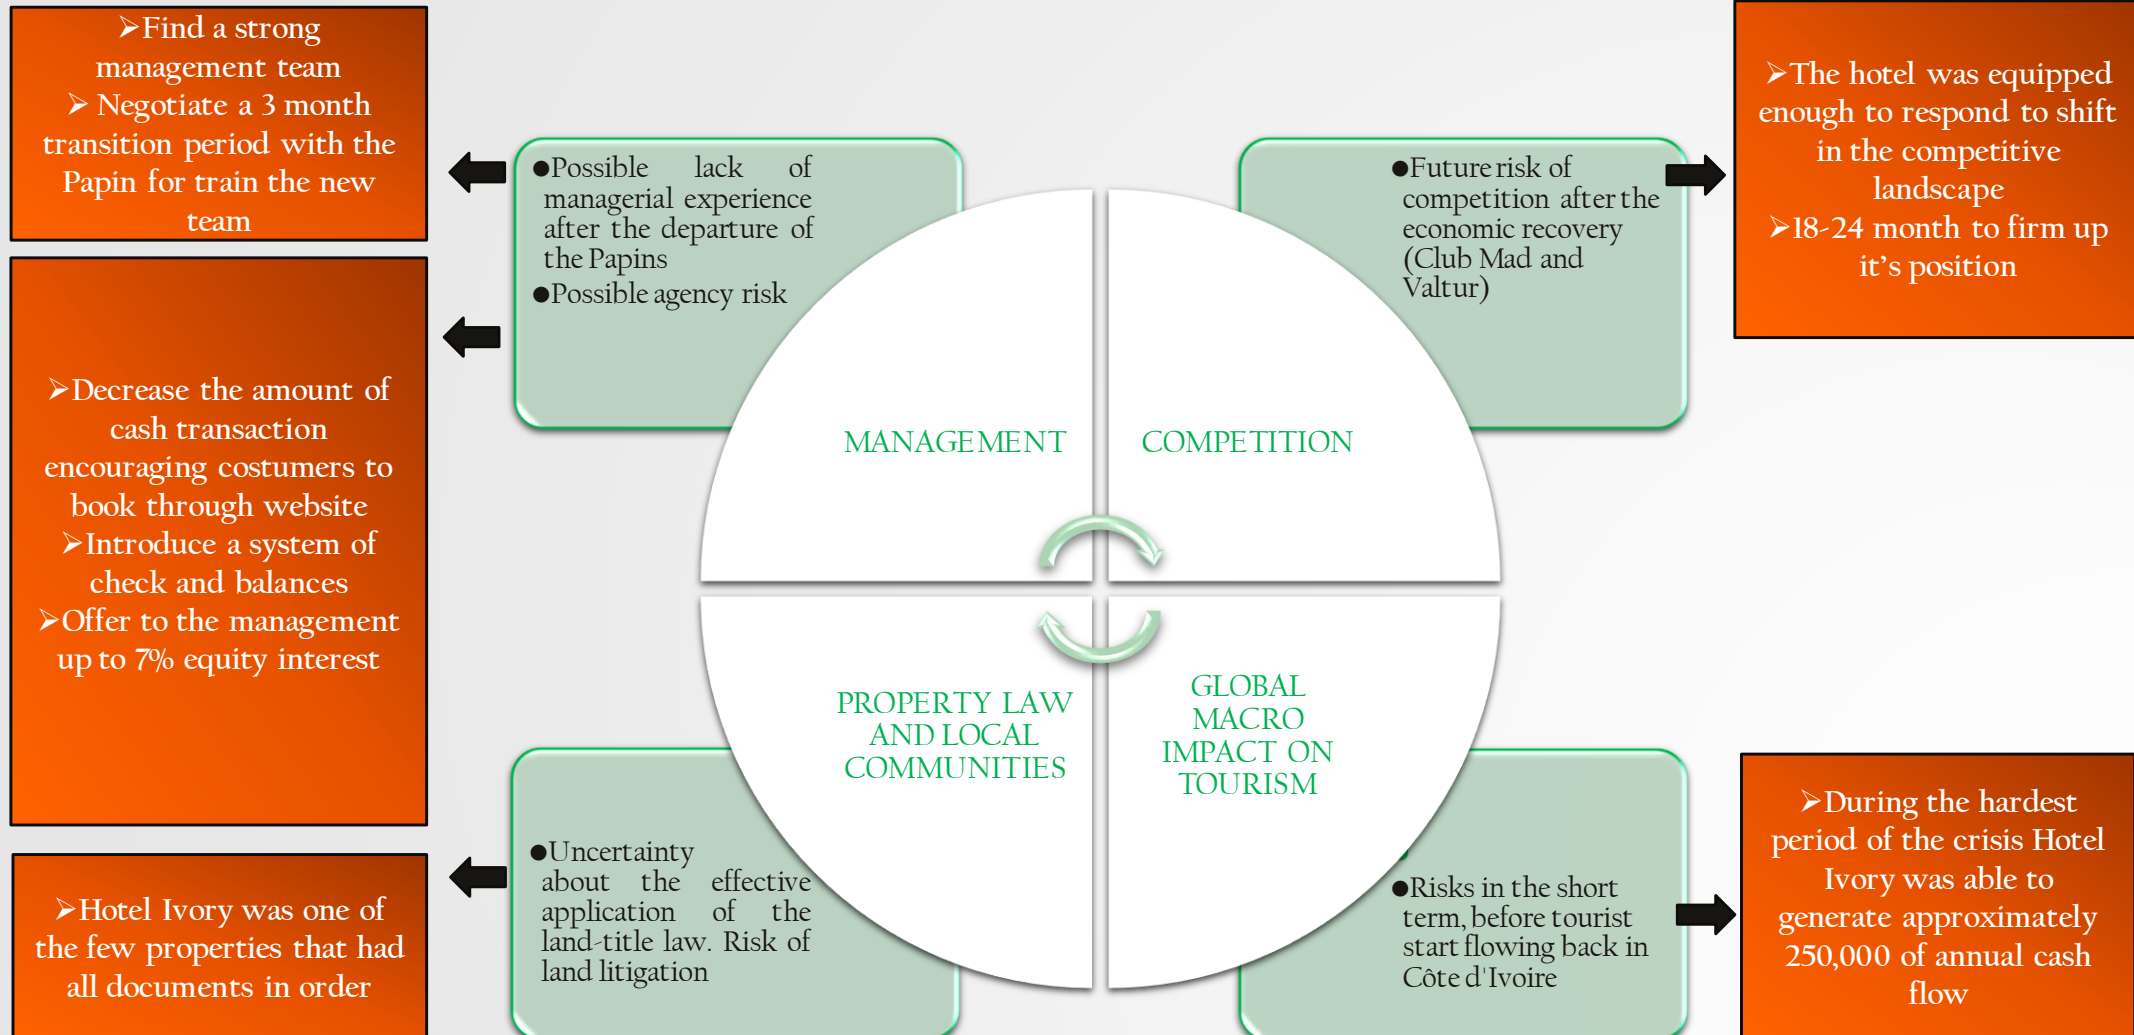 ➢Find a strong
management team
➢ Negotiate a 3 month
transition period with the
Papin for train the new
team
➢Decrease the amount of
cash transaction
encouraging costumers to
book through website
➢Introduce a system of
check and balances
➢Offer to the management
up to 7% equity interest
➢Hotel Ivory was one of
the few properties that had
all documents in order
●Possible lack of
managerial experience
after the departure of
the Papins
●Possible agency risk
MANAGEMENT
COMPETITION
●Future risk of
competition after the
economic recovery
(Club Mad and
Valtur)
➢The hotel was equipped
enough to respond to shift
in the competitive
landscape
➢18-24 month to firm up
it's position
PROPERTY LAW
AND LOCAL
COMMUNITIES
GLOBAL
MACRO
IMPACT ON
TOURISM
●Uncertainty
about the effective
application of the
land-title law. Risk of
land litigation
●Risks in the short
term, before tourist
start flowing back in
Côte d'Ivoire
➢During the hardest
period of the crisis Hotel
Ivory was able to
generate approximately
250,000 of annual cash
flow